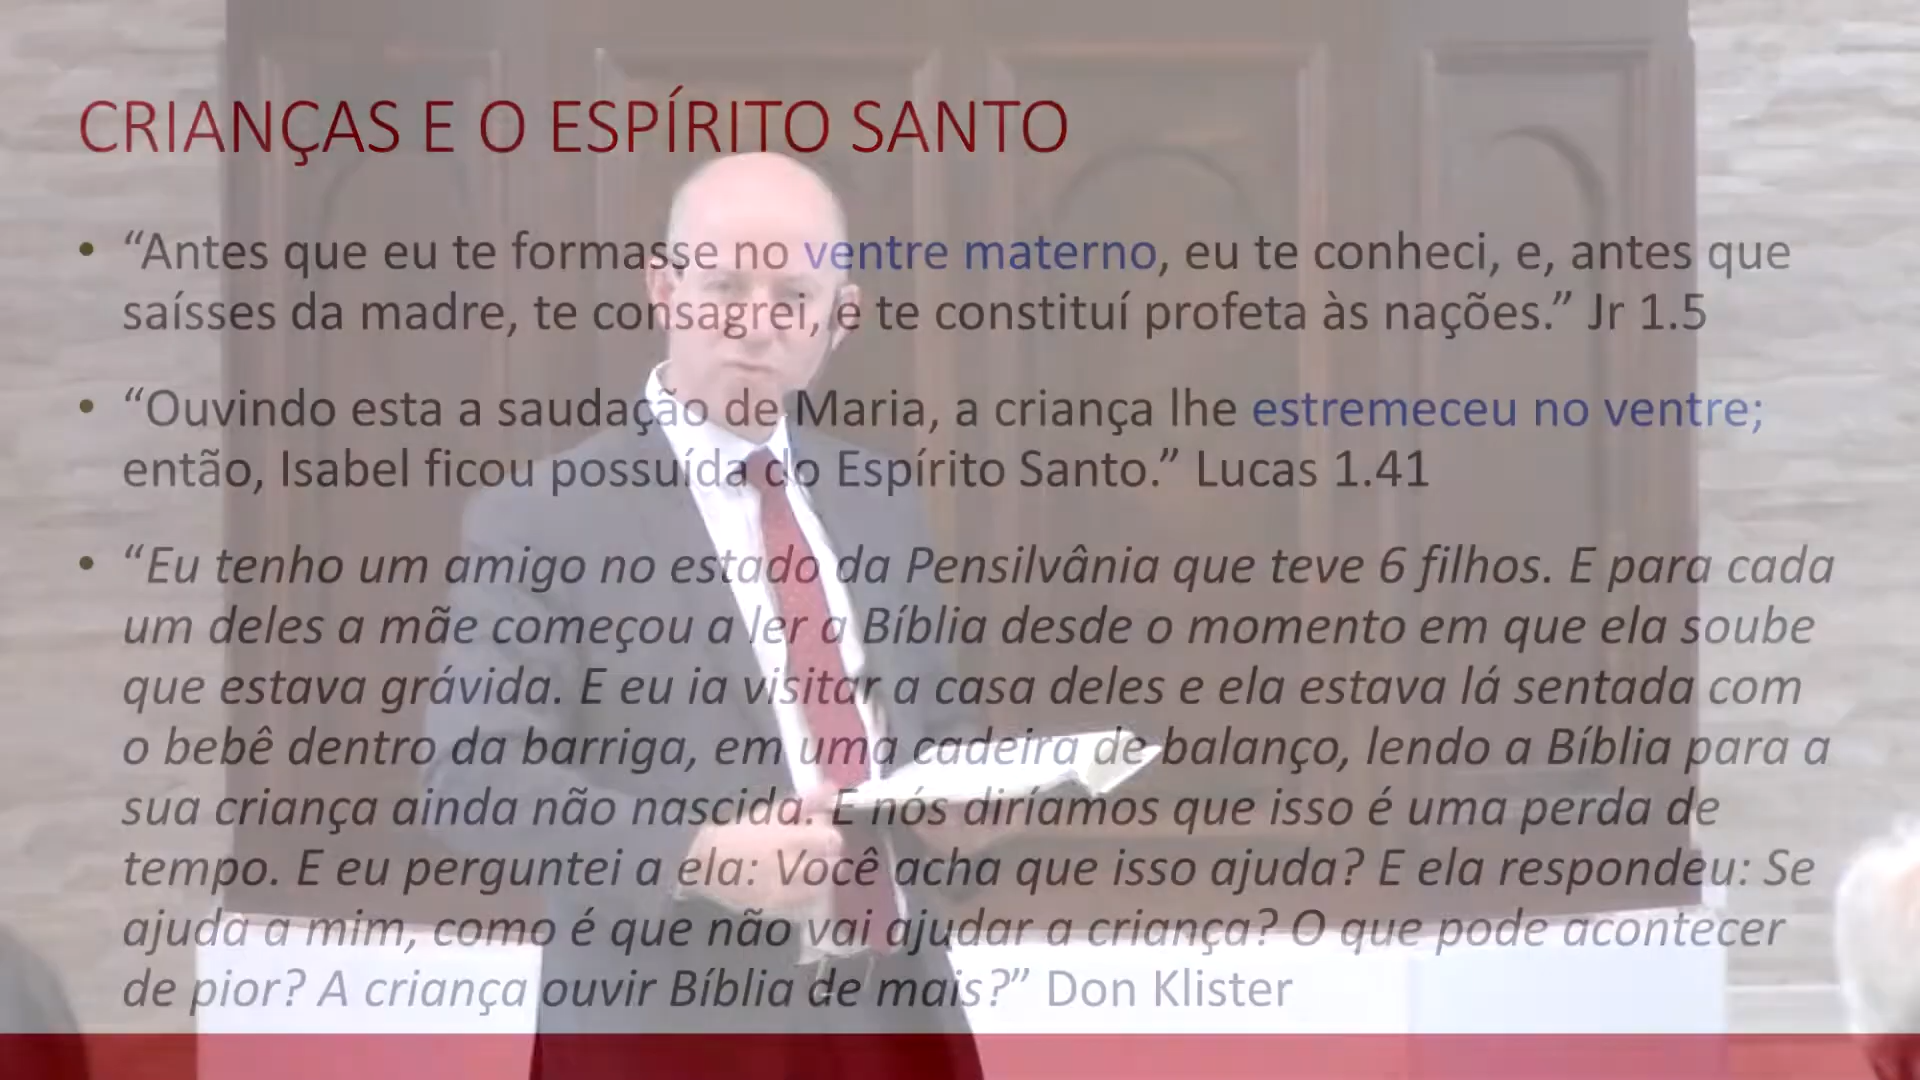 CRIANÇAS E O ESPÍRITO SANTO
• “Antes que eu te formasse no ventre materno, eu te conheci, e, antes que
saísses da madre, te consagrei, e te constituí profeta às nações.” Jr 1.5
• “Ouvindo esta a saudação de Maria, a criança lhe estremeceu no ventre;
então, Isabel ficou possuída do Espírito Santo.” Lucas 1.41
• “Eu tenho um amigo no estado da Pensilvânia que teve 6 filhos. E para cada
um deles a mãe começou a ler a Bíblia desde o momento em que ela soube
que estava grávida. E eu ia visitar a casa deles e ela estava lá sentada com
o bebê dentro da barriga, em uma cadeira de balanço, lendo a Bíblia para a
sua criança ainda não nascida. E nós diríamos que isso é uma perda de
tempo. E eu perguntei a ela: Você acha que isso ajuda? E ela respondeu: Se
ajuda a mim, como é que não vai ajudar a criança? O que pode acontecer
de pior? A criança ouvir Bíblia de mais?” Don Klister